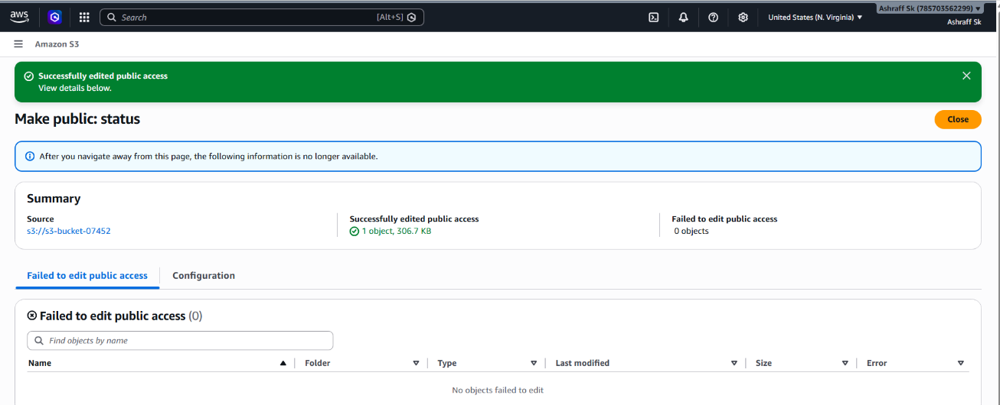 aws
Search
[Alt+S]
United States (N. Virginia)
Ashraff Sk (785703562299)
Ashraff Sk
Amazon S3
Successfully edited public access
View details below.
Make public: status
Close
After you navigate away from this page, the following information is no longer available.
Summary
Source
s3://s3-bucket-07452
Successfully edited public access
1 object, 306.7 KB
Failed to edit public access
0 objects
Failed to edit public access
Configuration
Failed to edit public access (0)
Find objects by name
Name
Folder
Type
Last modified
Size
Error
No objects failed to edit